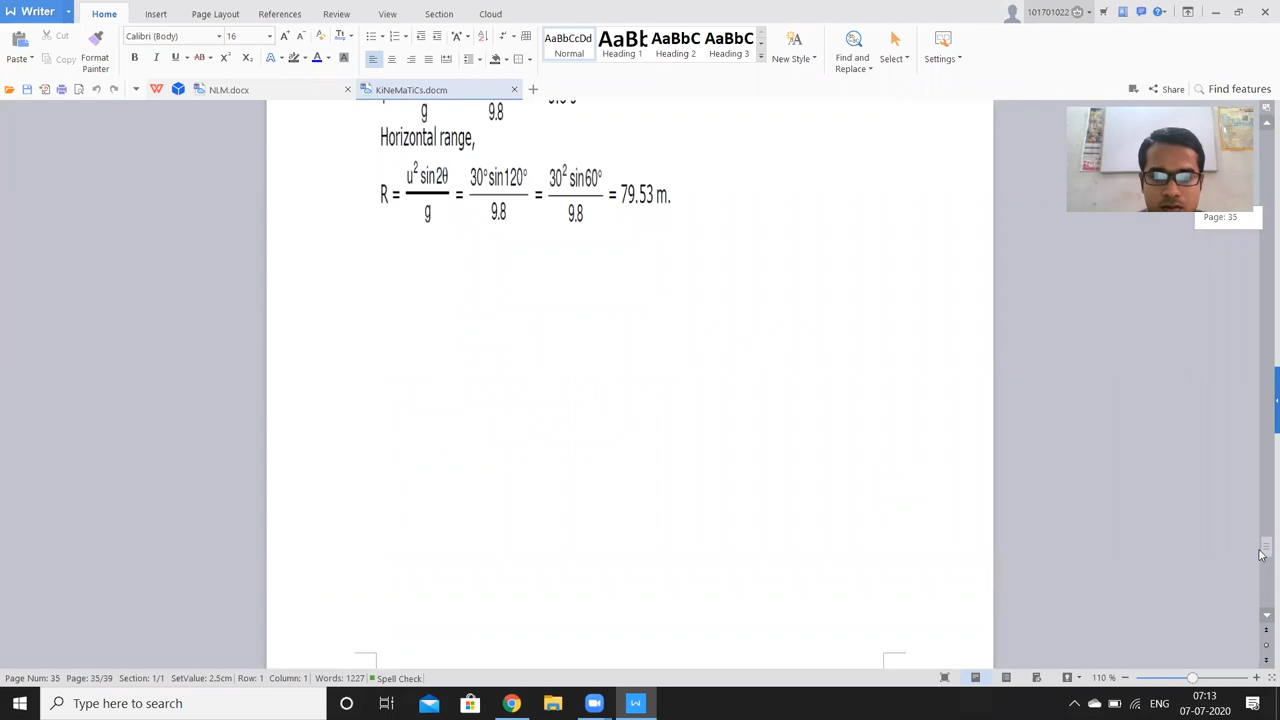 Writer Home Insert Page Layout References Review View Section Cloud 101701022
Paste Cut Copy Format Painter Calibri (Body) 16 AaBbCcDd Normal AaBb Heading 1 AaBbC Heading 2 AaBbC Heading 3 New Style Find and Replace Select Settings
NLM.docx KiNeMaTiCs.docm Share Find features
g 9.8
Horizontal range,
R = u² sin2θ / g = 30° sin120° / 9.8 = 30² sin60° / 9.8 = 79.53 m.
Page: 35
Page Num: 35 Page: 35/39 Section: 1/1 SetValue: 2.5cm Row: 1 Column: 1 Words: 1227 Spell Check 110 %
Type here to search ENG 07:13
07-07-2020